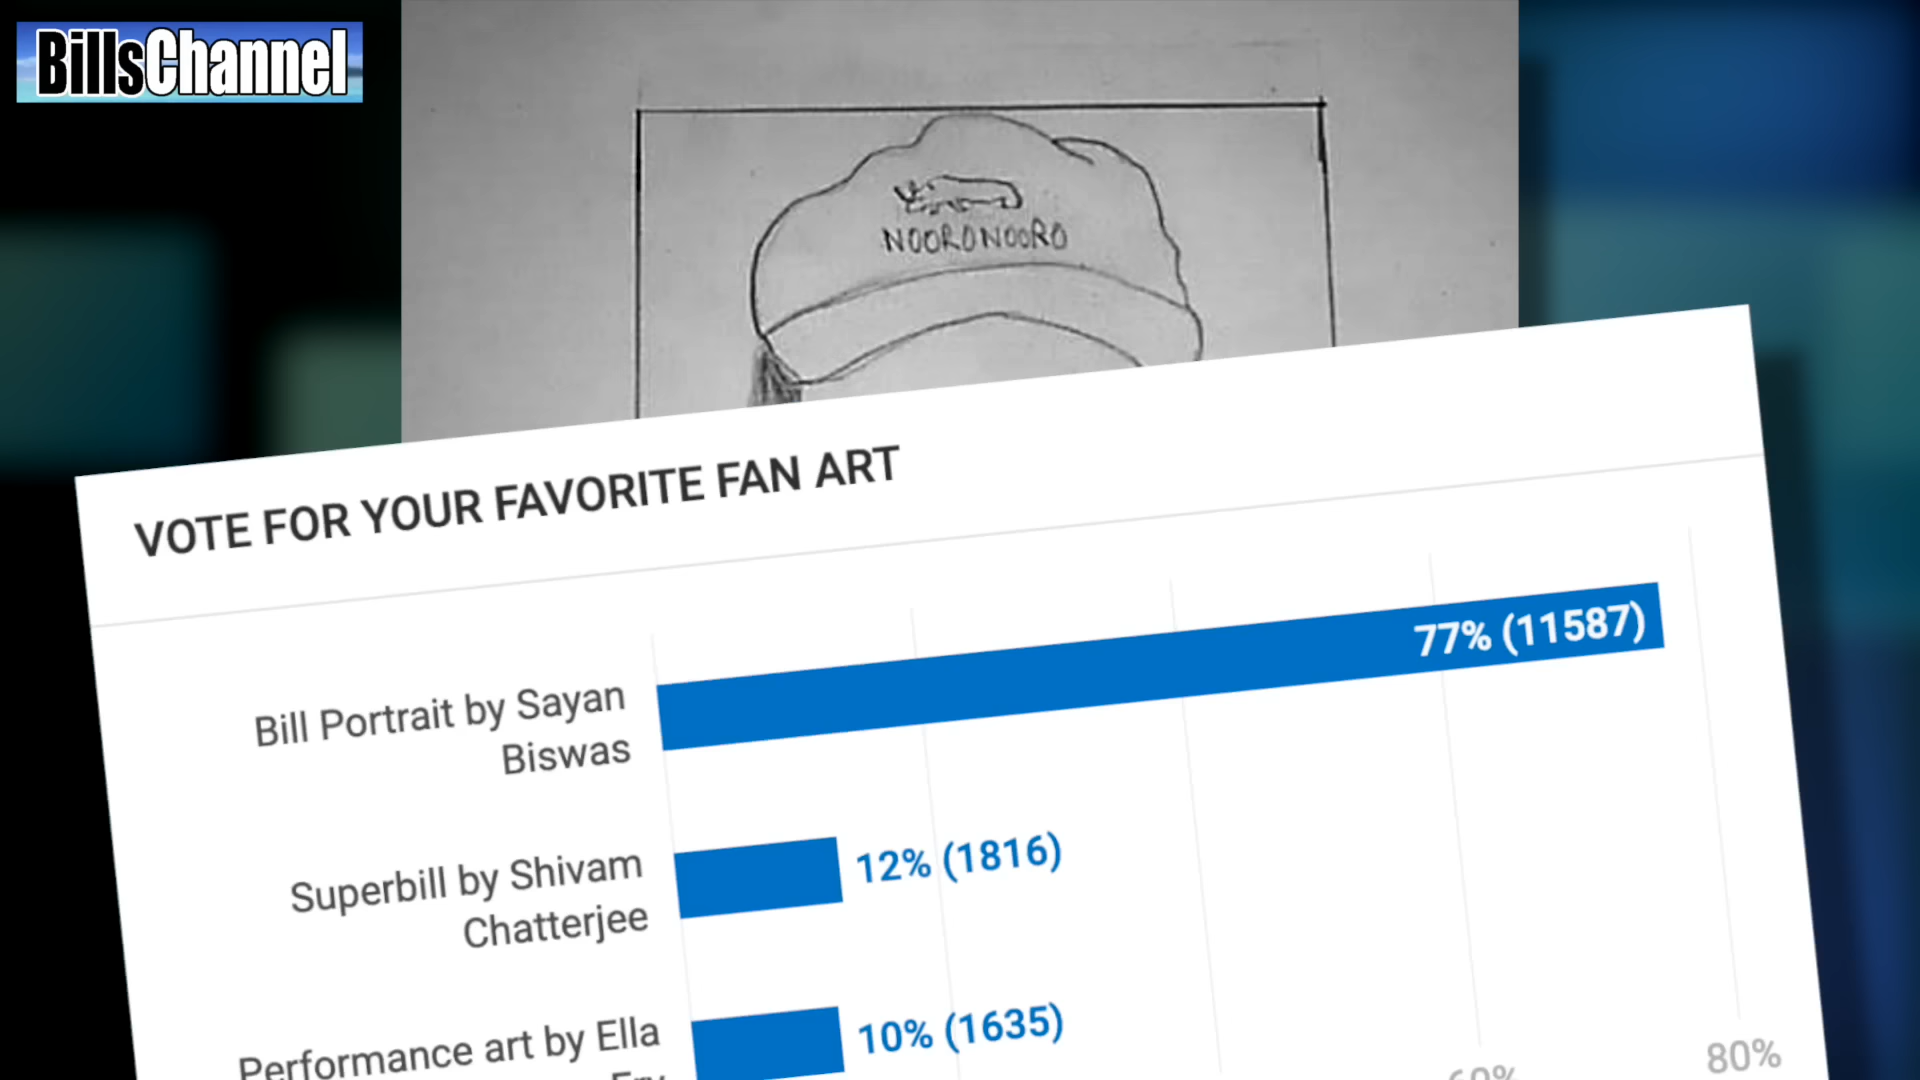 BillsChannel
NOORONOORO
VOTE FOR YOUR FAVORITE FAN ART
77% (11587)
Bill Portrait by Sayan
Biswas
12% (1816)
Superbill by Shivam
Chatterjee
10% (1635)
Performance art by Ella
80%